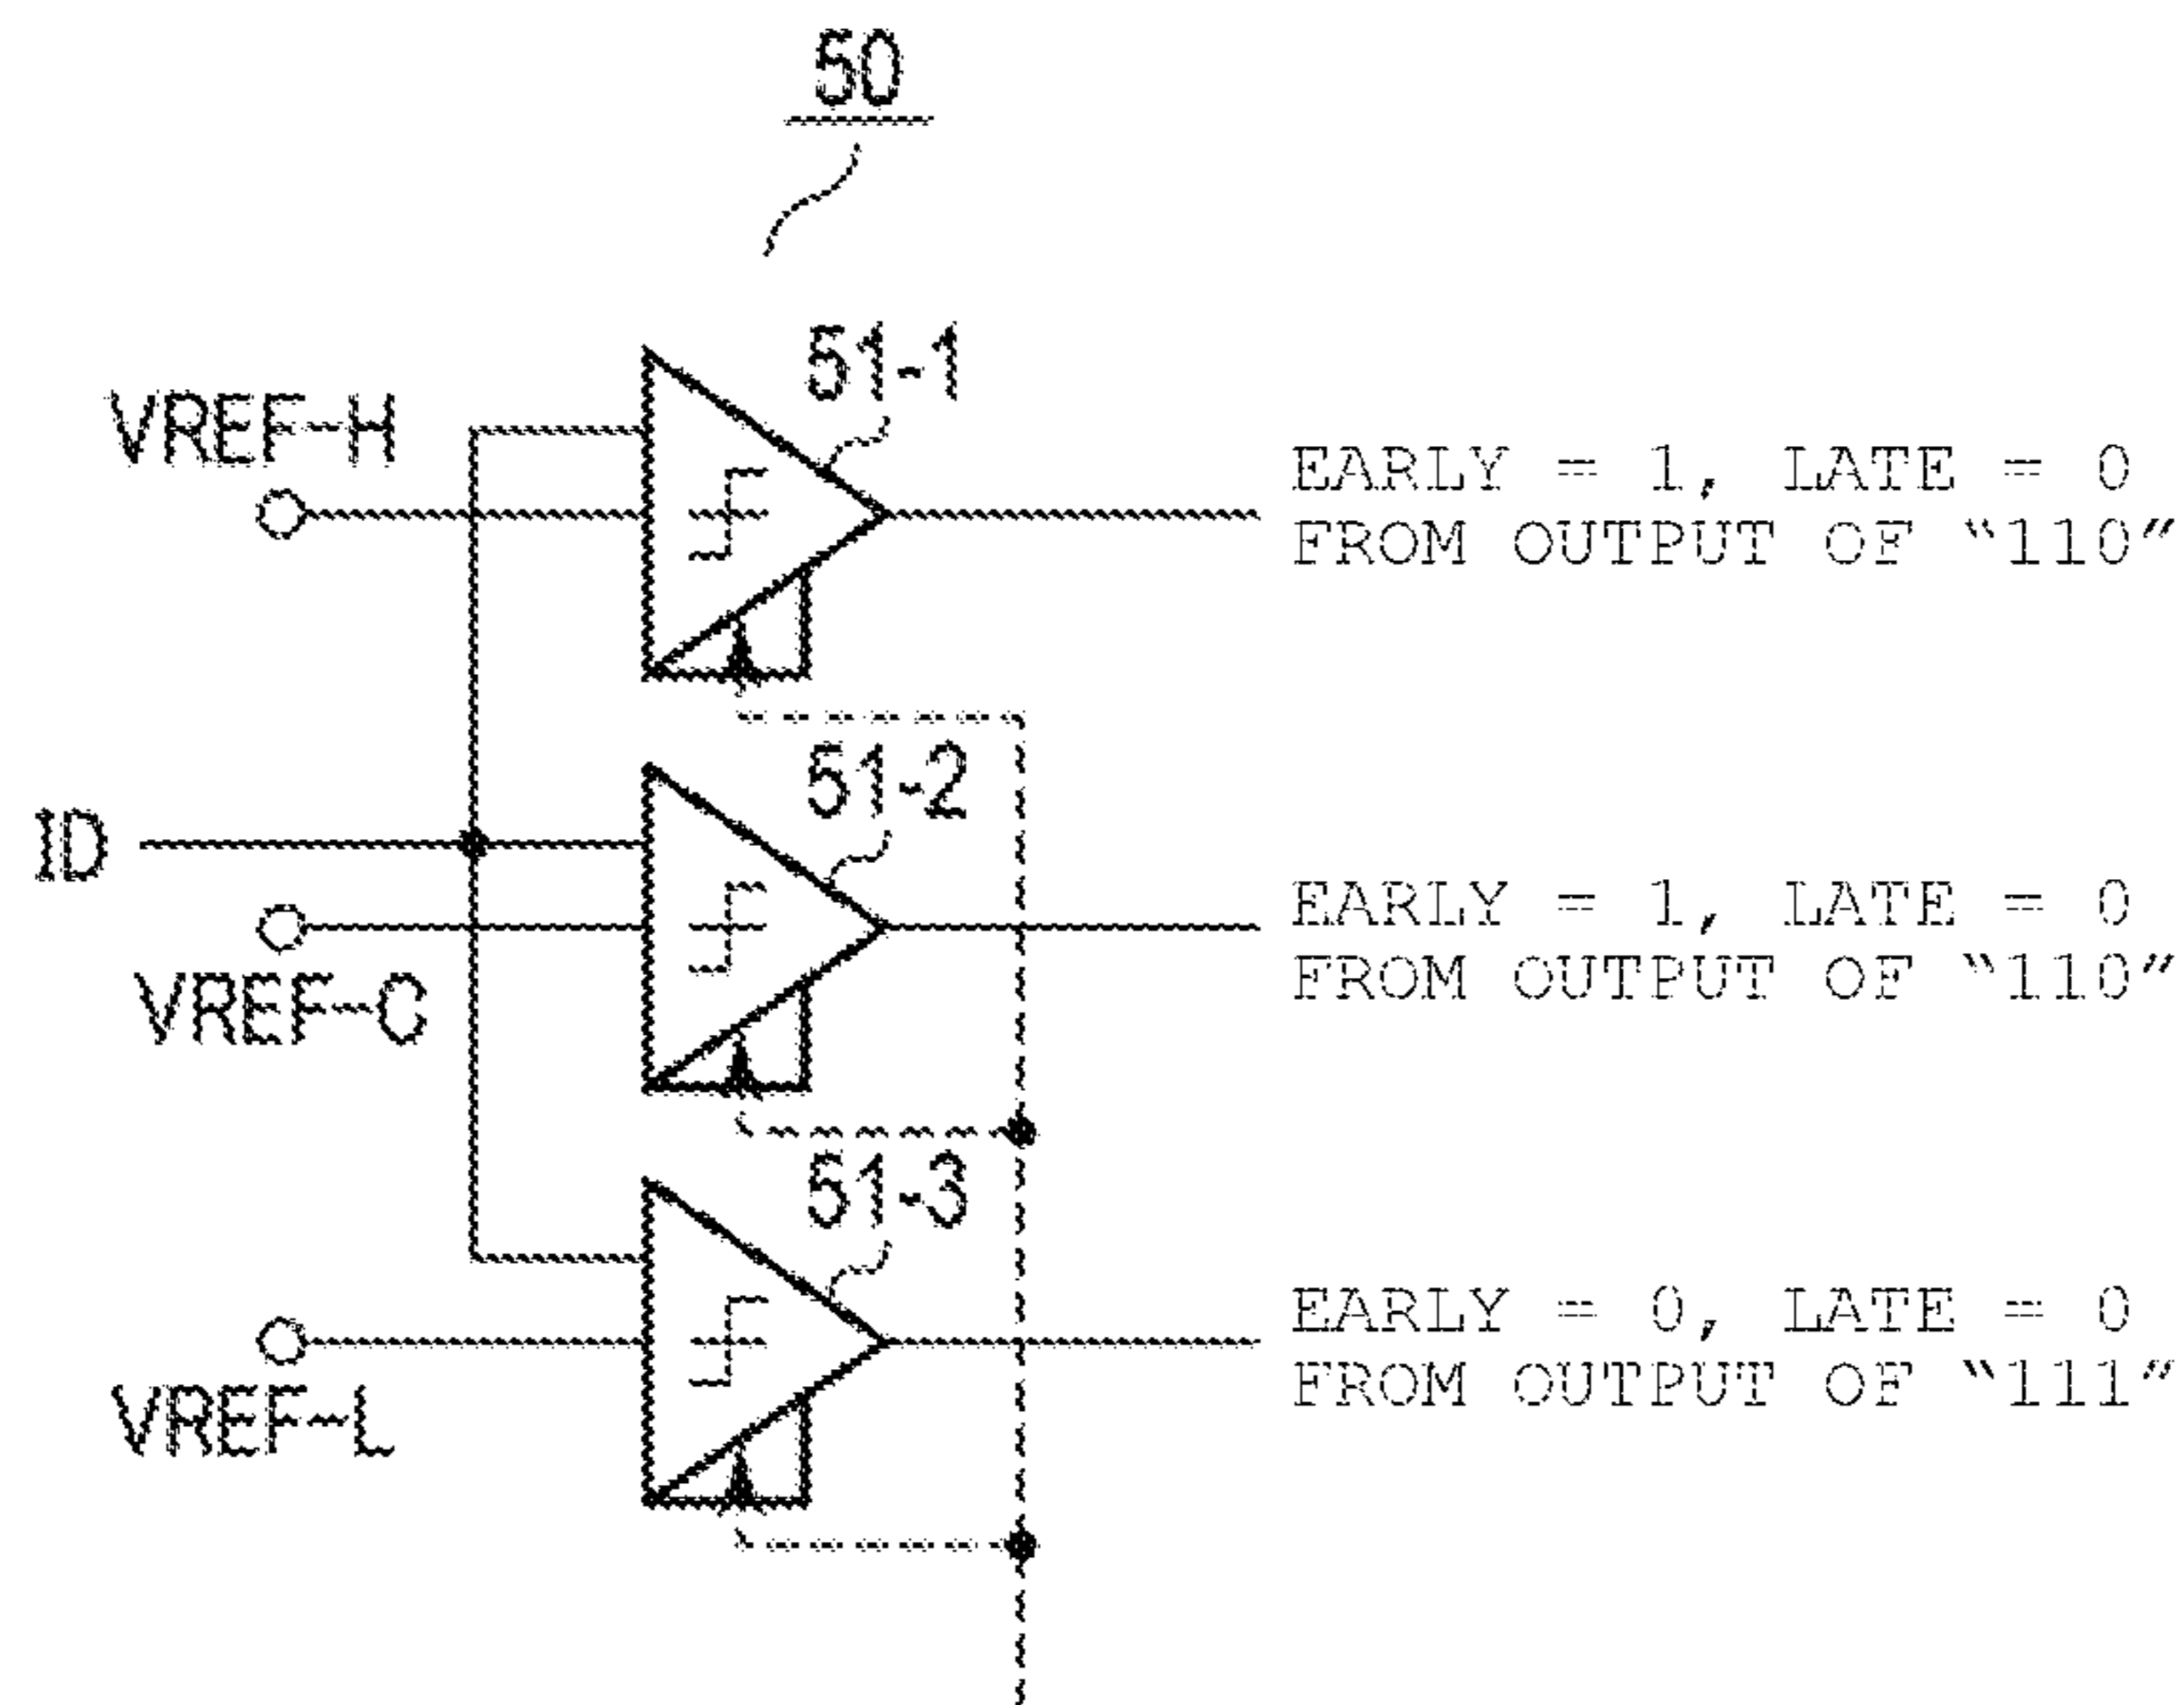 50
51-1
VREF-H
EARLY = 1, LATE = 0
FROM OUTPUT OF “110”
51-2
ID
EARLY = 1, LATE = 0
FROM OUTPUT OF “110”
VREF-C
51-3
EARLY = 0, LATE = 0
FROM OUTPUT OF “111”
VREF-L